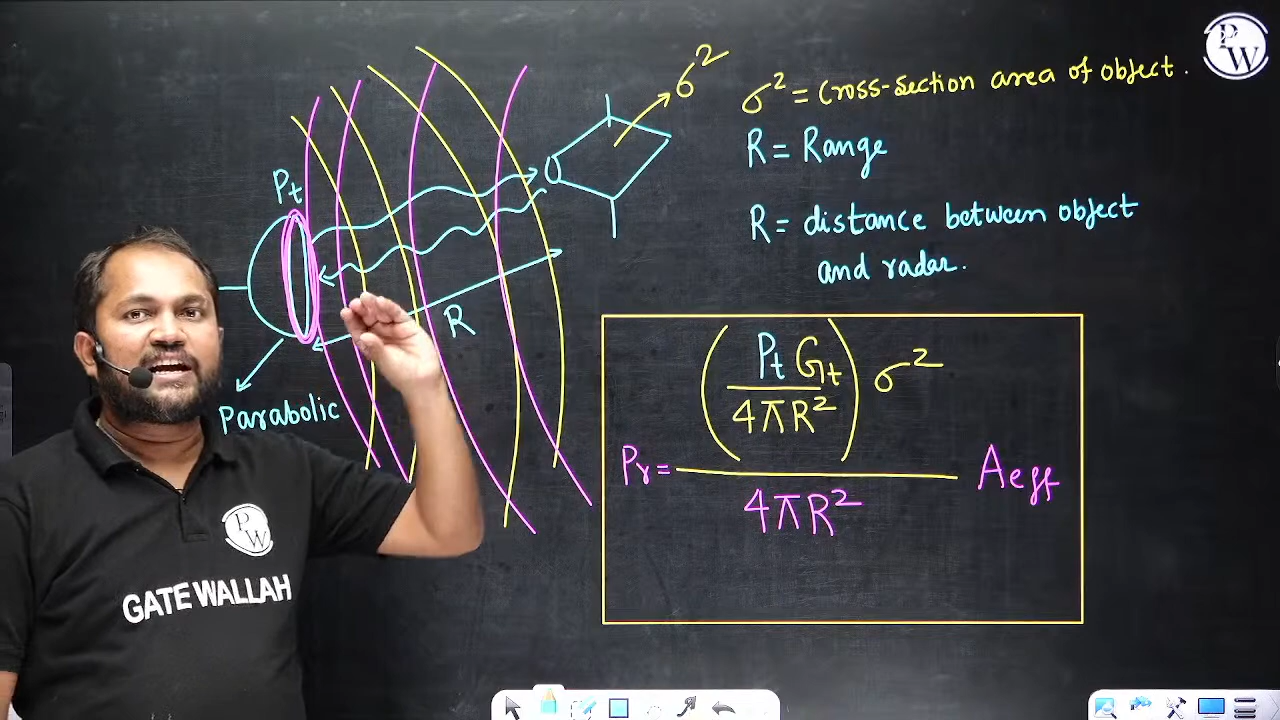 PW
σ²
σ² = Cross-section area of object.
R = Range
R = distance between object
and radar.
Pt
R
Parabolic
Pr = ((Pt Gt / 4πR²) σ² / 4πR²) Aeff
PW
GATE WALLAH